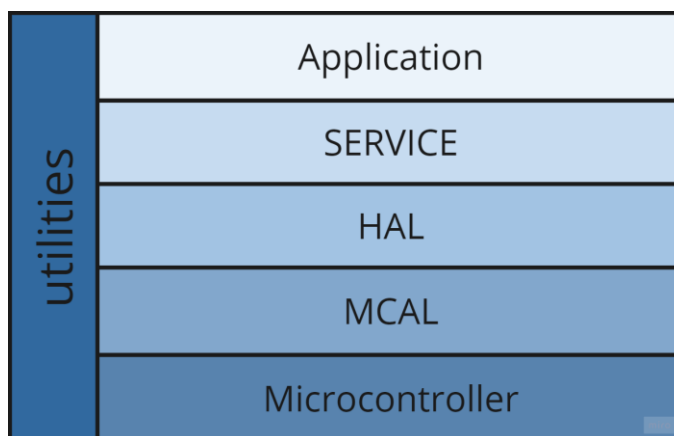 utilities
Application
SERVICE
HAL
MCAL
Microcontroller